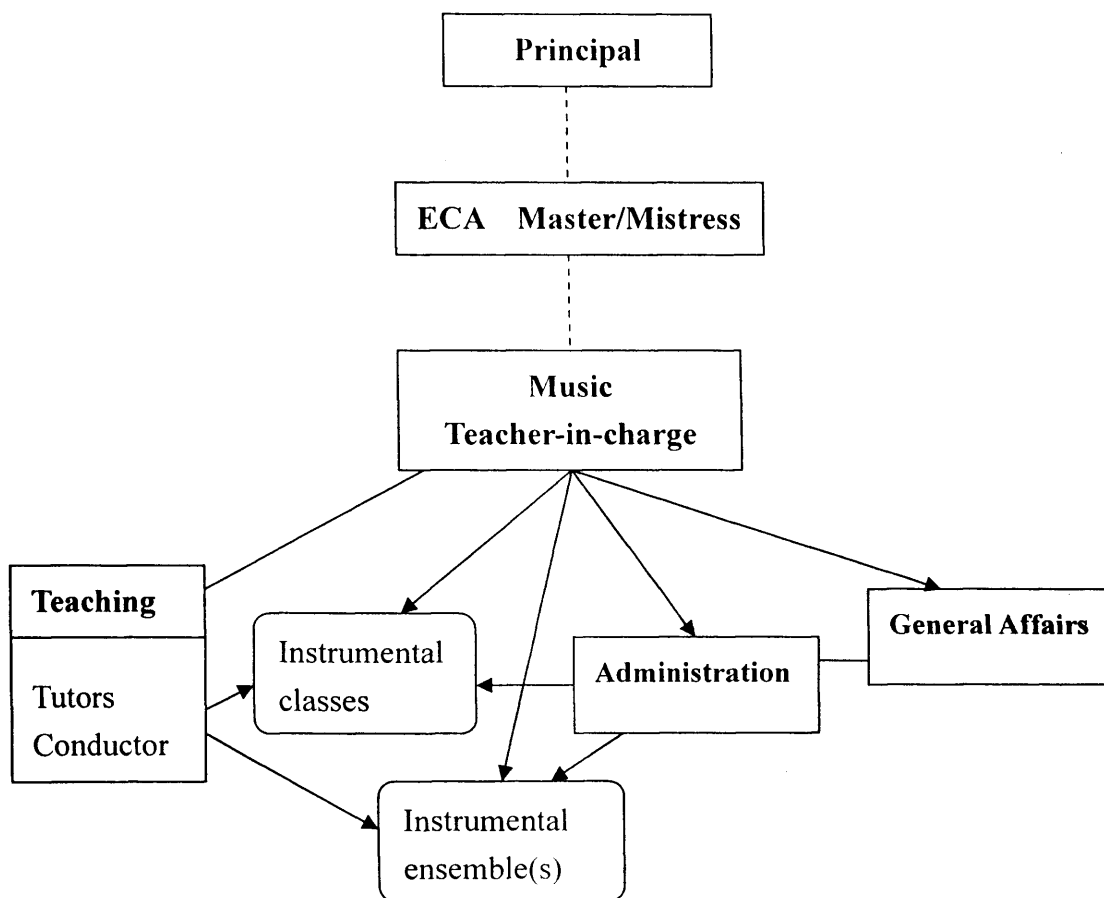 Principal
ECA Master/Mistress
Music
Teacher-in-charge
Teaching
Tutors
Conductor
Instrumental
classes
Administration
General Affairs
Instrumental
ensemble(s)